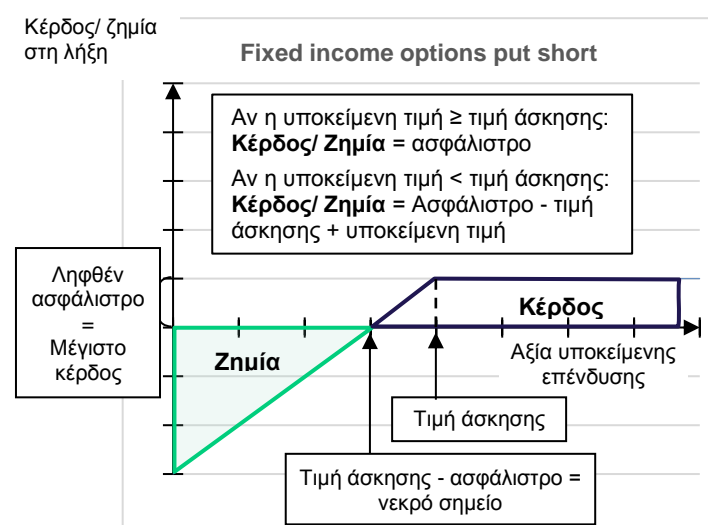 Κέρδος/ ζημία
στη λήξη
Fixed income options put short
Αν η υποκείμενη τιμή ≥ τιμή άσκησης:
Κέρδος/ Ζημία = ασφάλιστρο
Αν η υποκείμενη τιμή < τιμή άσκησης:
Κέρδος/ Ζημία = Ασφάλιστρο - τιμή
άσκησης + υποκείμενη τιμή
Ληφθέν
ασφάλιστρο
=
Μέγιστο
κέρδος
Κέρδος
Ζημία
Αξία υποκείμενης
επένδυσης
Τιμή άσκησης
Τιμή άσκησης - ασφάλιστρο =
νεκρό σημείο